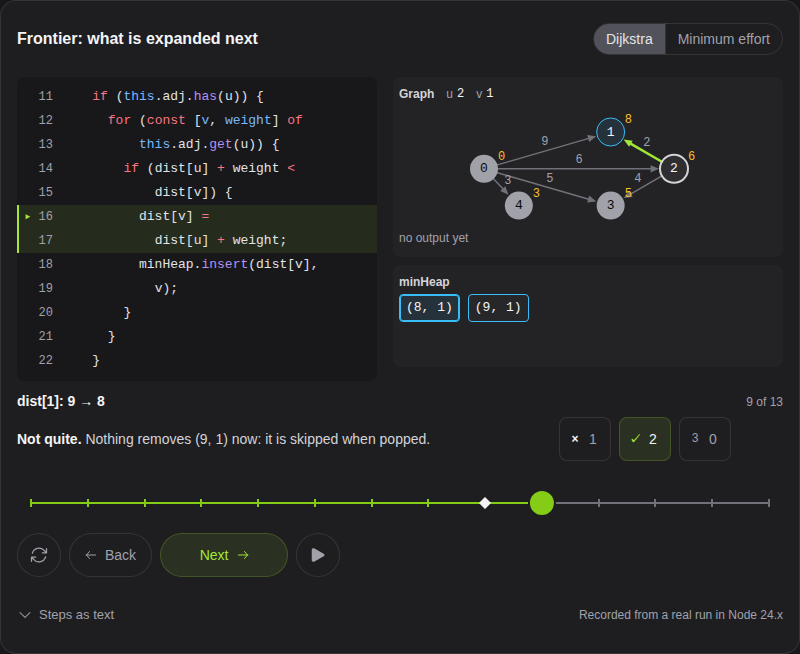 Frontier: what is expanded next
Dijkstra
Minimum effort
11 if (this.adj.has(u)) {
12 for (const [v, weight] of
13 this.adj.get(u)) {
14 if (dist[u] + weight <
15 dist[v]) {
▸ 16 dist[v] =
17 dist[u] + weight;
18 minHeap.insert(dist[v],
19 v);
20 }
21 }
22 }
Graph u 2 v 1
0 0
1 8
2 6
3 5
4 3
9
6
5
3
2
4
no output yet
minHeap
(8, 1) (9, 1)
dist[1]: 9 → 8
9 of 13
Not quite. Nothing removes (9, 1) now: it is skipped when popped.
× 1
✓ 2
3 0
← Back
Next →
Steps as text
Recorded from a real run in Node 24.x